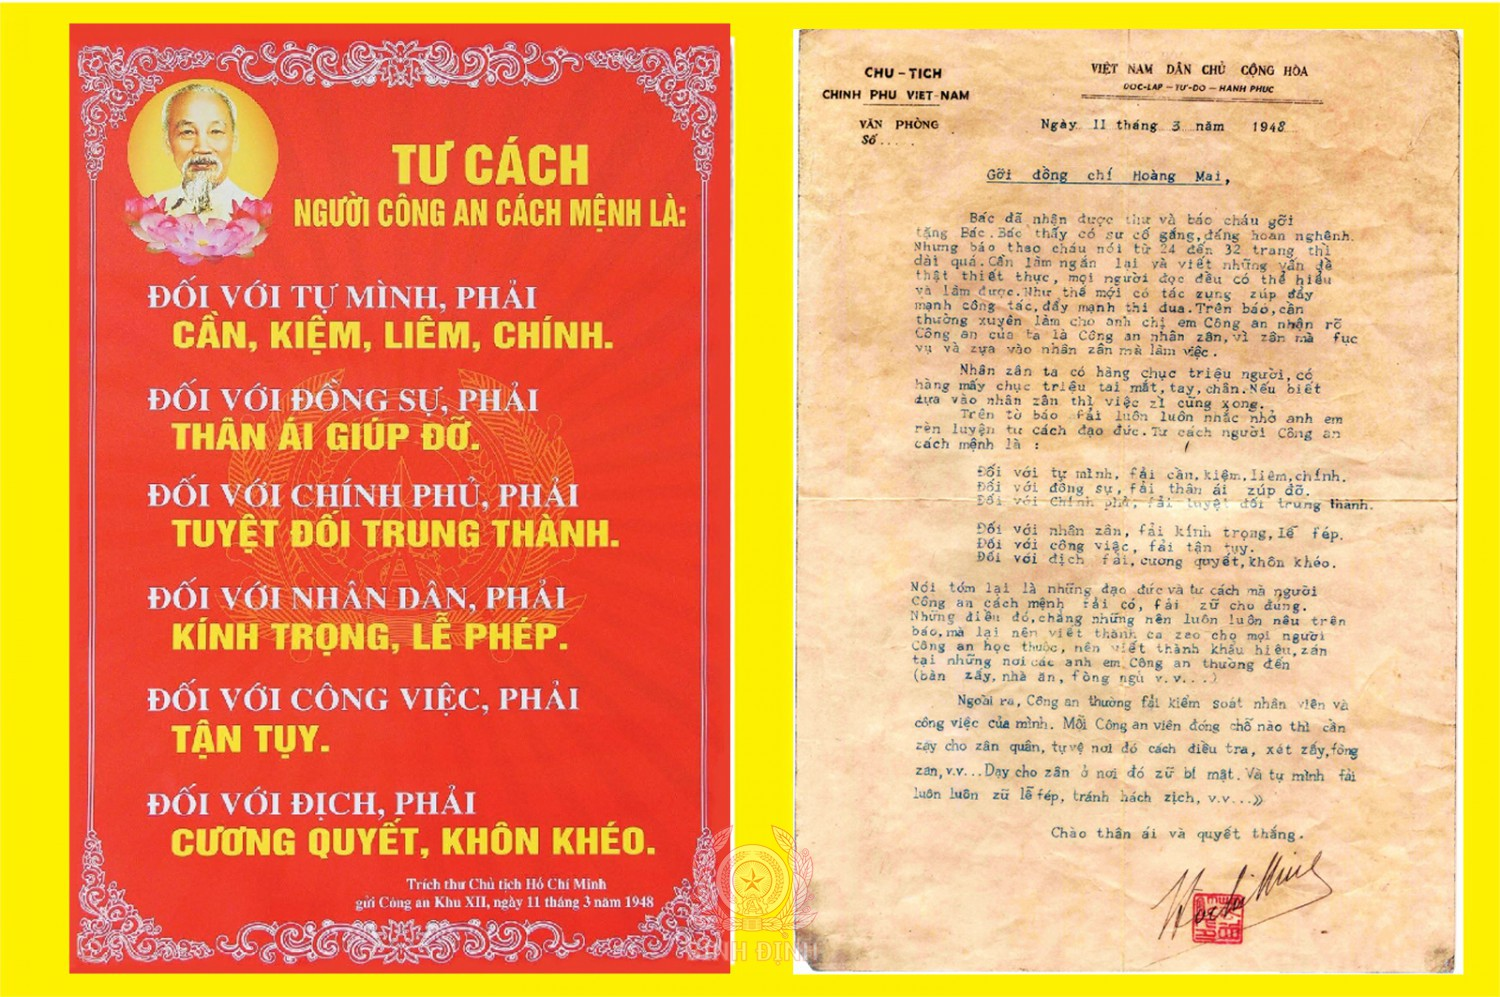 TƯ CÁCH
NGƯỜI CÔNG AN CÁCH MỆNH LÀ:
ĐỐI VỚI TỰ MÌNH, PHẢI
CẦN, KIỆM, LIÊM, CHÍNH.
ĐỐI VỚI ĐỒNG SỰ, PHẢI
THÂN ÁI GIÚP ĐỠ.
ĐỐI VỚI CHÍNH PHỦ, PHẢI
TUYỆT ĐỐI TRUNG THÀNH.
ĐỐI VỚI NHÂN DÂN, PHẢI
KÍNH TRỌNG, LỄ PHÉP.
ĐỐI VỚI CÔNG VIỆC, PHẢI
TẬN TỤY.
ĐỐI VỚI ĐỊCH, PHẢI
CƯƠNG QUYẾT, KHÔN KHÉO.
Trích thư Chủ tịch Hồ Chí Minh
gửi Công an Khu XII, ngày 11 tháng 3 năm 1948
BÌNH ĐỊNH
CHU - TICH
CHINH PHU VIET-NAM
VĂN PHÒNG
Số.....
VIỆT NAM DÂN CHỦ CỘNG HÒA
DOC-LAP - TU-DO - HANH PHUC
Ngày 11 tháng 3 năm 1948
Gỡi đồng chí Hoàng Mai,
Bác đã nhận được thư và báo cháu gỡi
tặng Bác. Bác thấy có sự cố gắng, đáng hoan nghênh.
Nhưng báo thao cháu nói từ 24 đến 32 trang thì
dài quá. Cần làm ngắn lại và viết những vấn đề
thật thiết thực, mọi người đọc đều có thể hiểu
và làm được. Như thế mới có tác zụng zúp đẩy
mạnh công tác, đẩy mạnh thi đua. Trên báo, cần
thường xuyên làm cho anh chị em Công an nhận rõ
Công an của ta là Công an nhân zân, vì zân mà fục
vụ và zựa vào nhân zân mà làm việc.
Nhân zân ta có hàng chục triệu người, có
hàng mấy chục triệu tai mắt, tay, chân. Nếu biết
dựa vào nhân zân thì việc zì cũng xong.
Trên tờ báo fải luôn luôn nhắc nhở anh em
rèn luyện tư cách đạo đức. Tư cách người Công an
cách mệnh là :
Đối với tự mình, fải cần, kiệm, liêm, chính.
Đối với đồng sự, fải thân ái zúp đỡ.
Đối với Chính phủ, fải tuyệt đối trung thành.
Đối với nhân zân, fải kính trọng, lễ fép.
Đối với công việc, fải tận tụy.
Đối với địch fải, cương quyết, khôn khéo.
Nói tóm lại là những đạo đức và tư cách mà người
Công an cách mệnh fải có, fải zữ cho đúng.
Những điều đó, chẳng những nên luôn luôn nêu trên
báo, mà lại nên viết thành ca zao cho mọi người
Công an học thuộc, nên viết thành khẩu hiệu, zán
tại những nơi các anh em Công an thường đến
(bàn zấy, nhà ăn, fòng ngủ v.v...)
Ngoài ra, Công an thường fải kiểm soát nhân viên và
công việc của mình. Mỗi Công an viên đóng chỗ nào thì cần
zạy cho zân quân, tự vệ nơi đó cách điều tra, xét zấy, fòng
zan, v.v... Dạy cho zân ở nơi đó zữ bí mật. Và tự mình fải
luôn luôn zữ lễ fép, tránh hách zịch, v.v...»
Chào thân ái và quyết thắng.